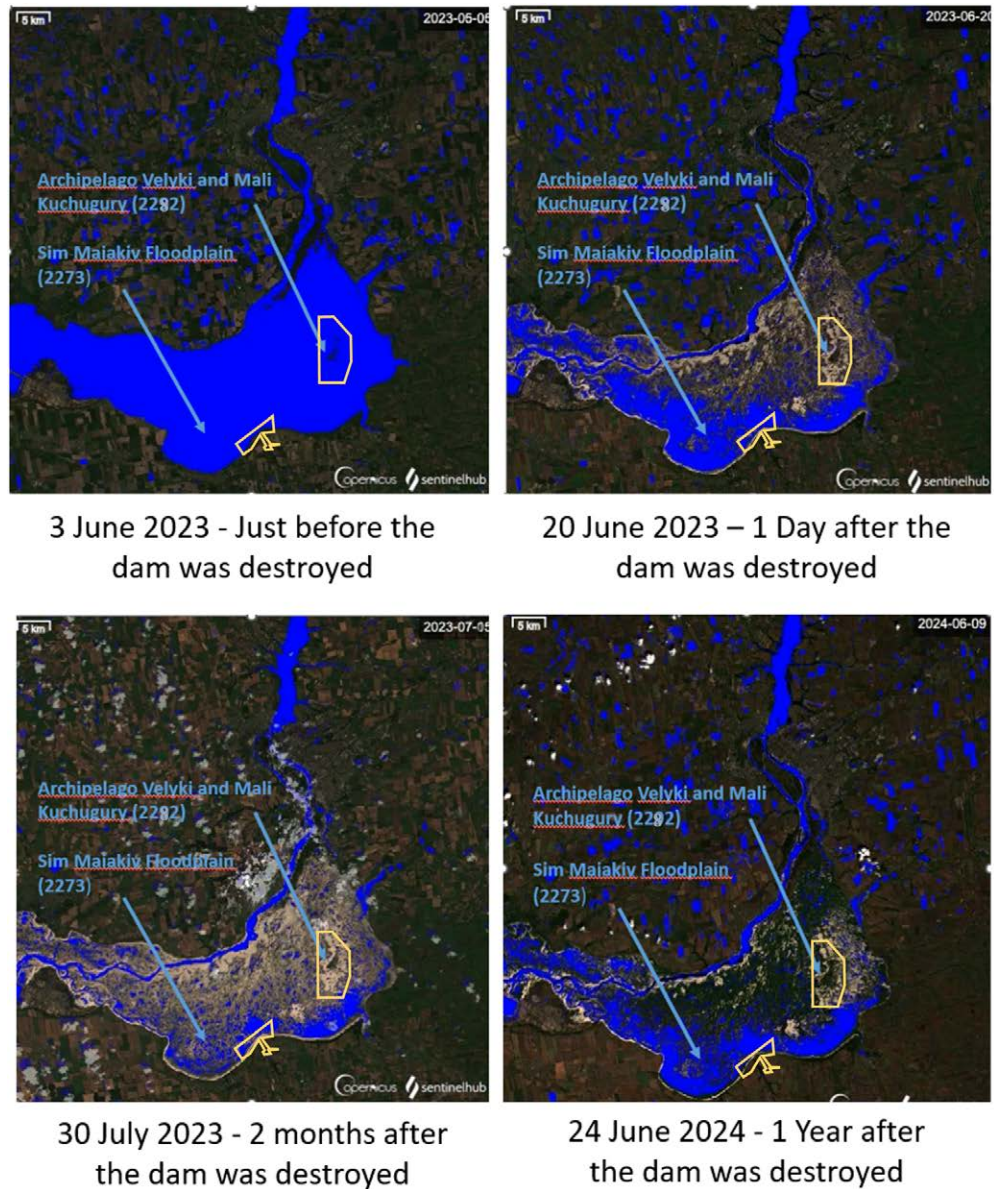 5 km
2023-06-05
Archipelago Velyki and Mali
Kuchugury (2282)
Sim Maiakiv Floodplain
(2273)
Copernicus sentinelhub
3 June 2023 - Just before the
dam was destroyed
5 km
2023-06-20
Archipelago Velyki and Mali
Kuchugury (2282)
Sim Maiakiv Floodplain
(2273)
Copernicus sentinelhub
20 June 2023 – 1 Day after the
dam was destroyed
5 km
2023-07-05
Archipelago Velyki and Mali
Kuchugury (2282)
Sim Maiakiv Floodplain
(2273)
Copernicus sentinelhub
30 July 2023 - 2 months after
the dam was destroyed
5 km
2024-06-09
Archipelago Velyki and Mali
Kuchugury (2282)
Sim Maiakiv Floodplain
(2273)
24 June 2024 - 1 Year after
the dam was destroyed